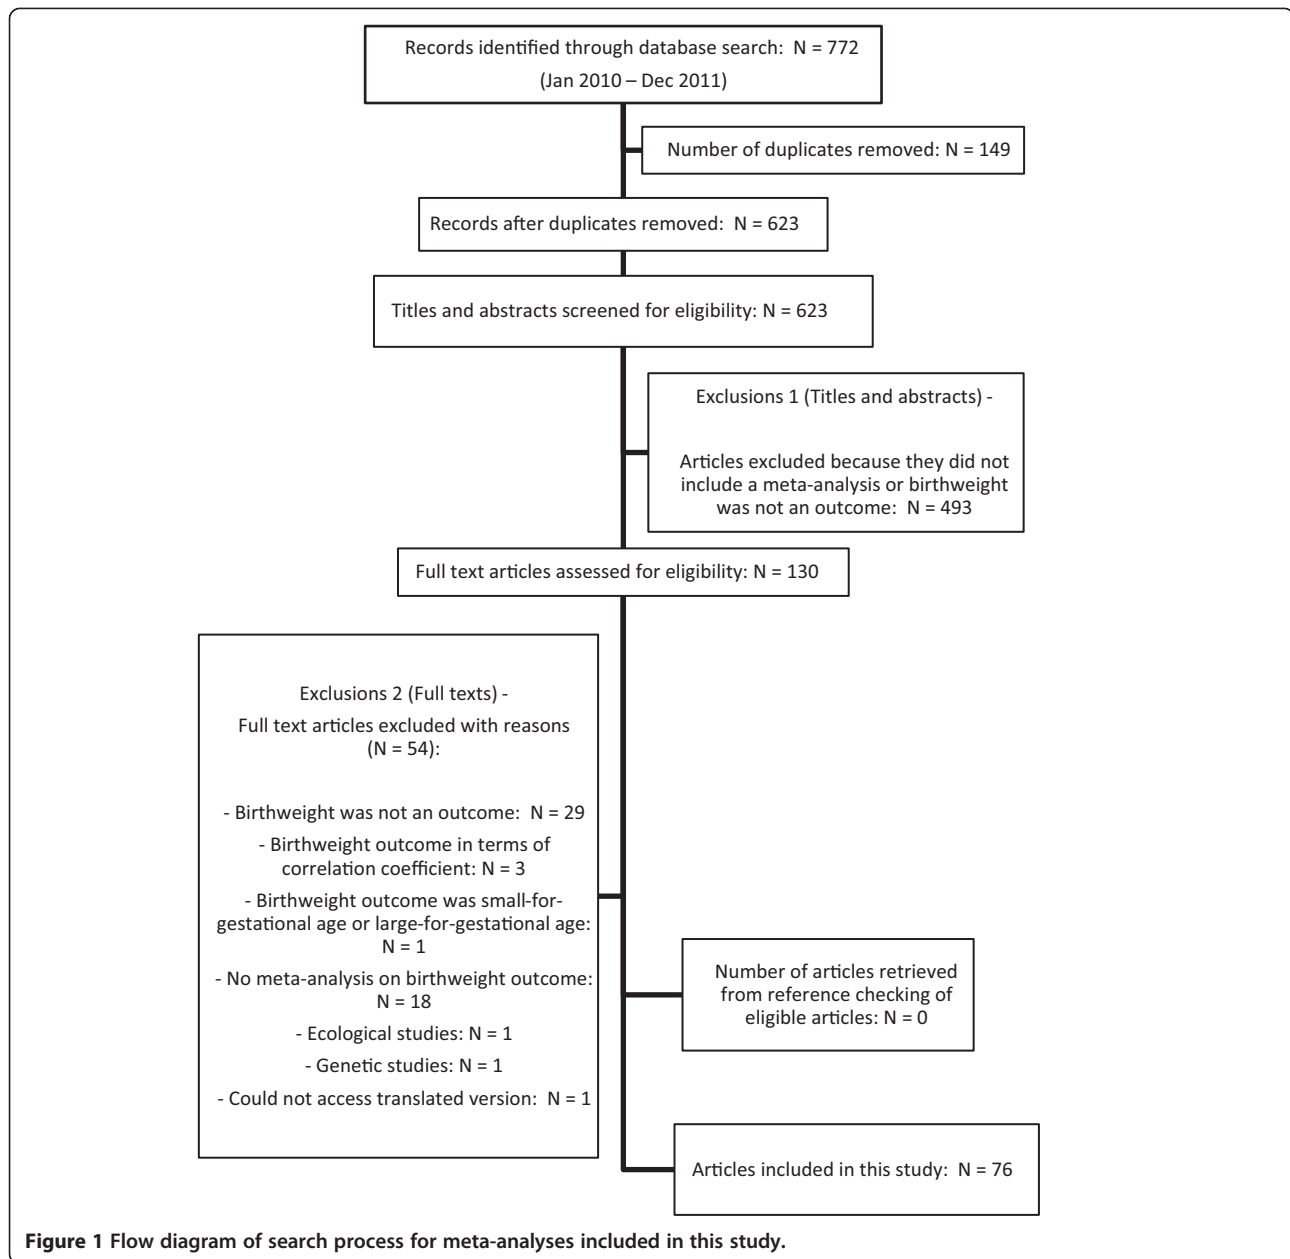 Records identified through database search: N = 772
(Jan 2010 – Dec 2011)
Number of duplicates removed: N = 149
Records after duplicates removed: N = 623
Titles and abstracts screened for eligibility: N = 623
Exclusions 1 (Titles and abstracts) -
Articles excluded because they did not
include a meta-analysis or birthweight
was not an outcome: N = 493
Full text articles assessed for eligibility: N = 130
Exclusions 2 (Full texts) -
Full text articles excluded with reasons
(N = 54):
- Birthweight was not an outcome: N = 29
- Birthweight outcome in terms of
correlation coefficient: N = 3
- Birthweight outcome was small-for-
gestational age or large-for-gestational age:
N = 1
- No meta-analysis on birthweight outcome:
N = 18
- Ecological studies: N = 1
- Genetic studies: N = 1
- Could not access translated version: N = 1
Number of articles retrieved
from reference checking of
eligible articles: N = 0
Articles included in this study: N = 76
Figure 1 Flow diagram of search process for meta-analyses included in this study.